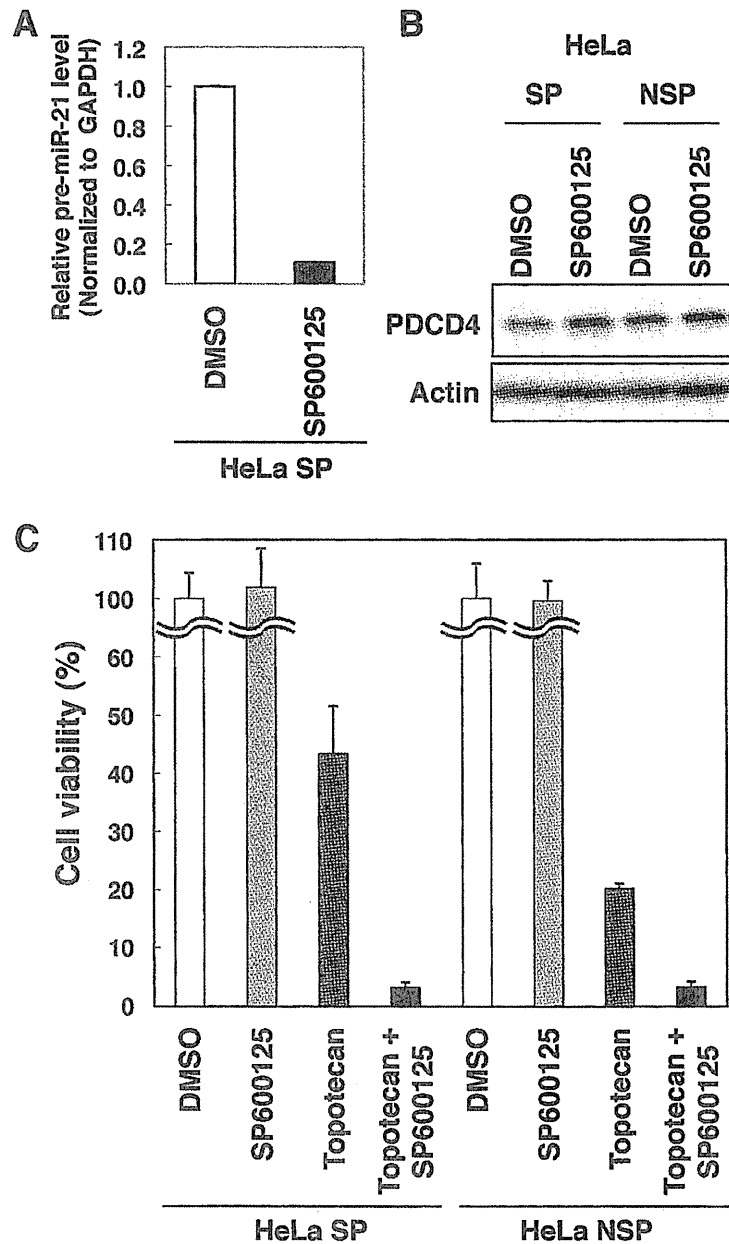 A
Relative pre-miR-21 level
(Normalized to GAPDH)
1.2
1.0
0.8
0.6
0.4
0.2
0.0
DMSO
SP600125
HeLa SP
B
HeLa
SP NSP
DMSO SP600125 DMSO SP600125
PDCD4
Actin
C
Cell viability (%)
110
100
60
50
40
30
20
10
0
DMSO
SP600125
Topotecan
Topotecan +
SP600125
DMSO
SP600125
Topotecan
Topotecan +
SP600125
HeLa SP HeLa NSP